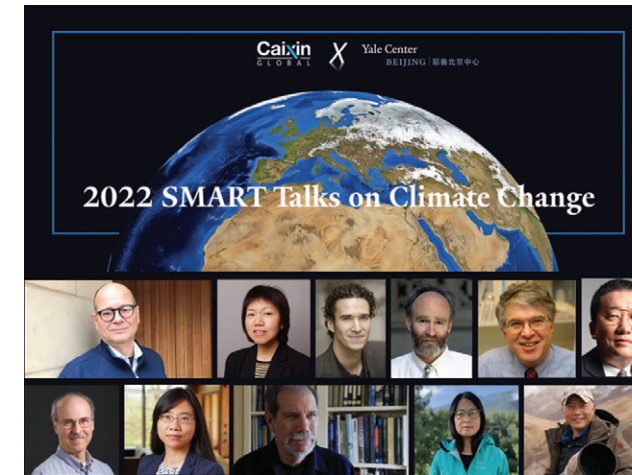 Caixin
GLOBAL
X
Yale Center
BEIJING | 耶鲁北京中心
2022 SMART Talks on Climate Change